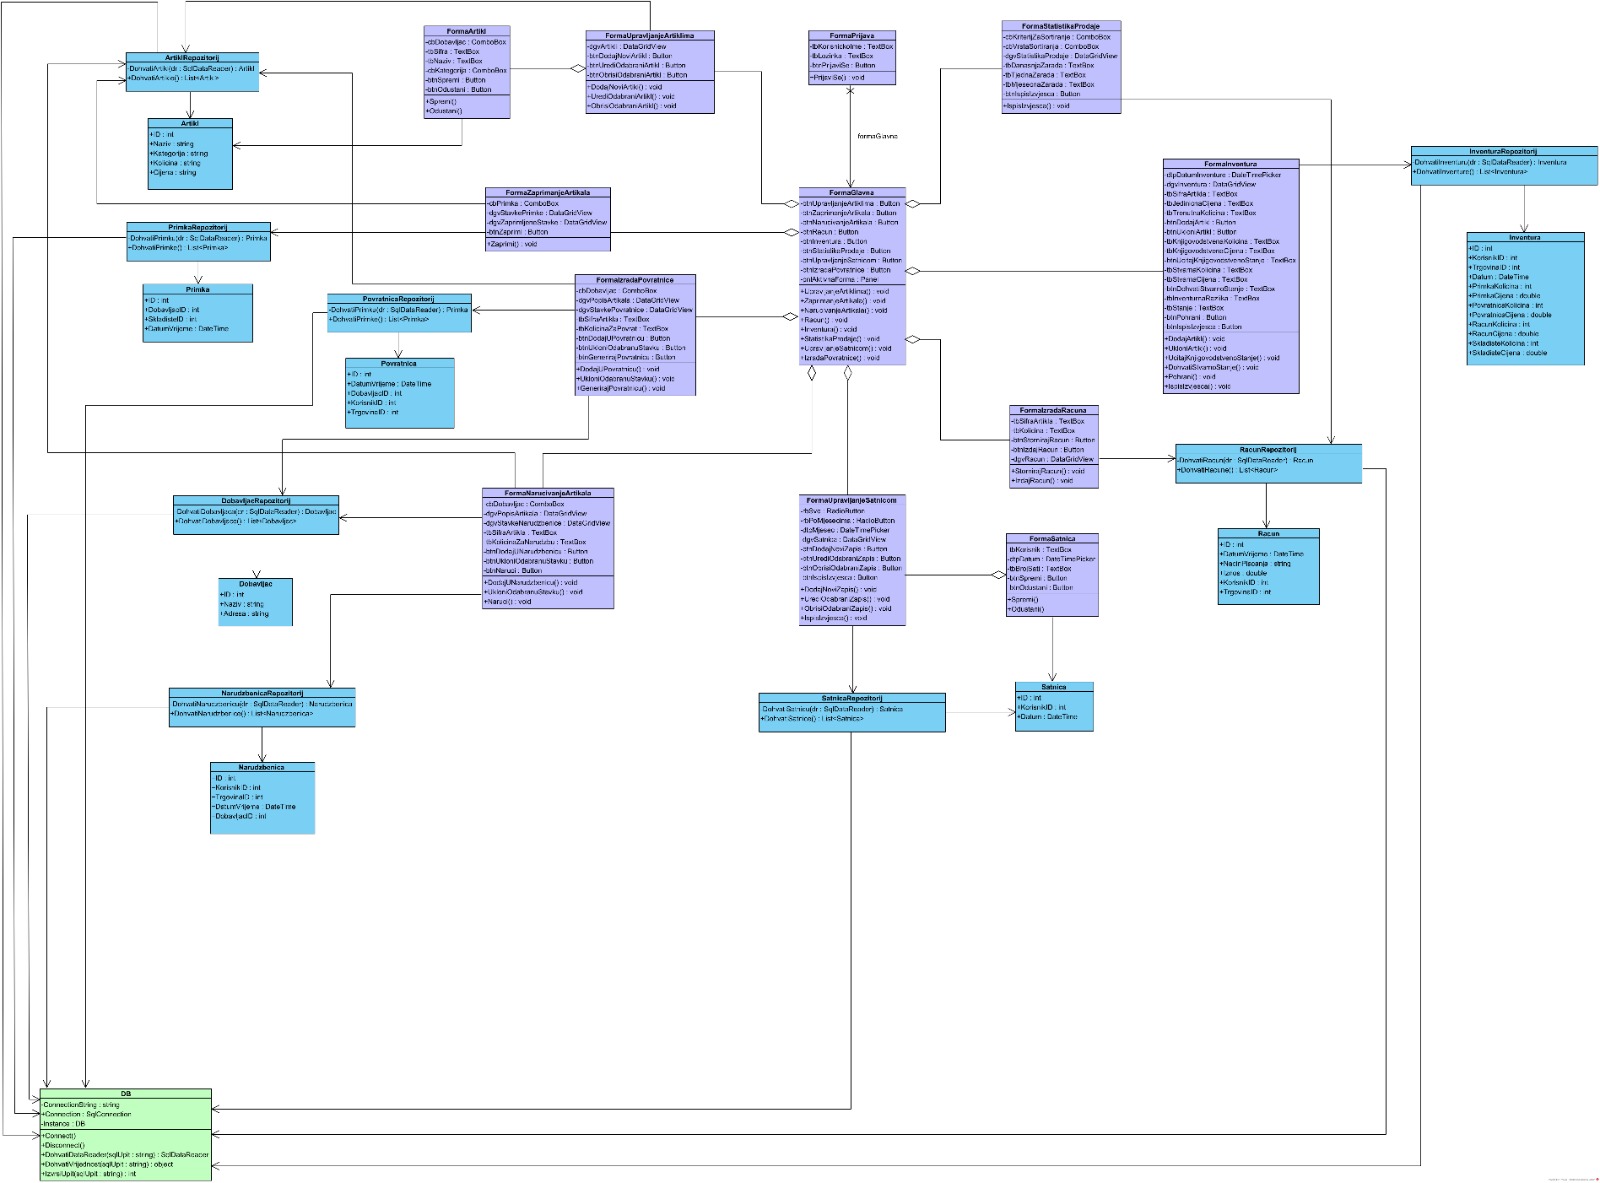 ArtiklRepozitorij
-DohvatiArtikl(dr : SqlDataReader) : Artikl
+DohvatiArtikle() : List<Artikl>
Artikl
+ID : int
+Naziv : string
+Kategorija : string
+Kolicina : string
+Cijena : string
FormaArtikl
-cbDobavljac : ComboBox
-tbSifra : TextBox
-tbNaziv : TextBox
-cbKategorija : ComboBox
-btnSpremi : Button
-btnOdustani : Button
+Spremi()
+Odustani()
FormaUpravljanjeArtiklima
-dgvArtikli : DataGridView
-btnDodajNoviArtikl : Button
-btnUrediOdabraniArtikl : Button
-btnObrisiOdabraniArtikl : Button
+DodajNoviArtikl() : void
+UrediOdabraniArtikl() : void
+ObrisiOdabraniArtikl() : void
FormaPrijava
-tbKorisnickoIme : TextBox
-tbLozinka : TextBox
-btnPrijaviSe : Button
+PrijaviSe() : void
formaGlavna
FormaStatistikaProdaje
-cbKriterijZaSortiranje : ComboBox
-cbVrstaSortiranja : ComboBox
-dgvStatistikaProdaje : DataGridView
-tbDanasnjaZarada : TextBox
-tbTjednaZarada : TextBox
-tbMjesecnaZarada : TextBox
-btnIspisIzvjesca : Button
+IspisIzvjesca() : void
InventuraRepozitorij
-DohvatiInventuru(dr : SqlDataReader) : Inventura
+DohvatiInventure() : List<Inventura>
Inventura
+ID : int
+KorisnikID : int
+TrgovinaID : int
+Datum : DateTime
+PrimkaKolicina : int
+PrimkaCijena : double
+PovratnicaKolicina : int
+PovratnicaCijena : double
+RacunKolicina : int
+RacunCijena : double
+SkladisteKolicina : int
+SkladisteCijena : double
FormaInventura
-dtpDatumInventure : DateTimePicker
-dgvInventura : DataGridView
-tbSifraArtikla : TextBox
-tbJedinicnaCijena : TextBox
-tbTrenutnaKolicina : TextBox
-btnDodajArtikl : Button
-btnUkloniArtikl : Button
-tbKnjigovodstvenaKolicina : TextBox
-tbKnjigovodstvenaCijena : TextBox
-btnUcitajKnjigovodstvenoStanje : Button
-tbStvarnaKolicina : TextBox
-tbStvarnaCijena : TextBox
-btnDohvatiStvarnoStanje : Button
-tbInventurnaRazlika : TextBox
-tbStanje : TextBox
-btnPohrani : Button
-btnIspisIzvjesca : Button
+DodajArtikl() : void
+UkloniArtikl() : void
+UcitajKnjigovodstvenoStanje() : void
+DohvatiStvarnoStanje() : void
+Pohrani() : void
+IspisIzvjesca() : void
FormaZaprimanjeArtikala
-cbPrimka : ComboBox
-dgvStavkePrimke : DataGridView
-dgvZaprimljeneStavke : DataGridView
-btnZaprimi : Button
+Zaprimi() : void
FormaGlavna
-btnUpravljanjeArtiklima : Button
-btnZaprimanjeArtikala : Button
-btnNarucivanjeArtikala : Button
-btnRacun : Button
-btnInventura : Button
-btnStatistikaProdaje : Button
-btnUpravljanjeSatnicom : Button
-btnIzradaPovratnice : Button
-pnlAktivnaForma : Panel
+UpravljanjeArtiklima() : void
+ZaprimanjeArtikala() : void
+NarucivanjeArtikala() : void
+Racun() : void
+Inventura() : void
+StatistikaProdaje() : void
+UpravljanjeSatnicom() : void
+IzradaPovratnice() : void
PrimkaRepozitorij
-DohvatiPrimku(dr : SqlDataReader) : Primka
+DohvatiPrimke() : List<Primka>
Primka
+ID : int
+DobavljacID : int
+SkladisteID : int
+DatumVrijeme : DateTime
PovratnicaRepozitorij
-DohvatiPrimku(dr : SqlDataReader) : Primka
+DohvatiPrimke() : List<Primka>
Povratnica
+ID : int
+DatumVrijeme : DateTime
+DobavljacID : int
+KorisnikID : int
+TrgovinaID : int
FormaIzradaPovratnice
-cbDobavljac : ComboBox
-dgvPopisArtikala : DataGridView
-dgvStavkePovratnice : DataGridView
-tbSifraArtikla : TextBox
-tbKolicinaZaPovrat : TextBox
-btnDodajUPovratnicu : Button
-btnUkloniOdabranuStavku : Button
-btnGenerirajPovratnicu : Button
+DodajUPovratnicu() : void
+UkloniOdabranuStavku() : void
+GenerirajPovratnicu() : void
FormaIzradaRacuna
-tbSifraArtikla : TextBox
-tbKolicina : TextBox
-btnStornirajRacun : Button
-btnIzdajRacun : Button
-dgvRacun : DataGridView
+StornirajRacun() : void
+IzdajRacun() : void
RacunRepozitorij
-DohvatiRacun(dr : SqlDataReader) : Racun
+DohvatiRacune() : List<Racun>
Racun
+ID : int
+DatumVrijeme : DateTime
+NacinPlacanja : string
+Iznos : double
+KorisnikID : int
+TrgovinaID : int
DobavljacRepozitorij
-DohvatiDobavljaca(dr : SqlDataReader) : Dobavljac
+DohvatiDobavljace() : List<Dobavljac>
Dobavljac
+ID : int
+Naziv : string
+Adresa : string
FormaNarucivanjeArtikala
-cbDobavljac : ComboBox
-dgvPopisArtikala : DataGridView
-dgvStavkeNarudzbenice : DataGridView
-tbSifraArtikla : TextBox
-tbKolicinaZaNarudzbu : TextBox
-btnDodajUNarudzbenicu : Button
-btnUkloniOdabranuStavku : Button
-btnNaruci : Button
+DodajUNarudzbenicu() : void
+UkloniOdabranuStavku() : void
+Naruci() : void
FormaUpravljanjeSatnicom
-rbSve : RadioButton
-rbPoMjesecima : RadioButton
-dtpMjesec : DateTimePicker
-dgvSatnica : DataGridView
-btnDodajNoviZapis : Button
-btnUrediOdabraniZapis : Button
-btnObrisiOdabraniZapis : Button
-btnIspisIzvjesca : Button
+DodajNoviZapis() : void
+UrediOdabraniZapis() : void
+ObrisiOdabraniZapis() : void
+IspisIzvjesca() : void
FormaSatnica
-tbKorisnik : TextBox
-dtpDatum : DateTimePicker
-tbBrojSati : TextBox
-btnSpremi : Button
-btnOdustani : Button
+Spremi()
+Odustani()
NarudzbenicaRepozitorij
-DohvatiNarudzbenicu(dr : SqlDataReader) : Narudzbenica
+DohvatiNarudzbenice() : List<Narudzbenica>
Narudzbenica
-ID : int
+KorisnikID : int
+TrgovinaID : int
+DatumVrijeme : DateTime
-DobavljacID : int
SatnicaRepozitorij
-DohvatiSatnicu(dr : SqlDataReader) : Satnica
+DohvatiSatnice() : List<Satnica>
Satnica
+ID : int
+KorisnikID : int
+Datum : DateTime
DB
-ConnectionString : string
+Connection : SqlConnection
-Instance : DB
+Connect()
+Disconnect()
+DohvatiDataReader(sqlUpit : string) : SqlDataReader
+DohvatiVrijednost(sqlUpit : string) : object
+IzvrsiUpit(sqlUpit : string) : int